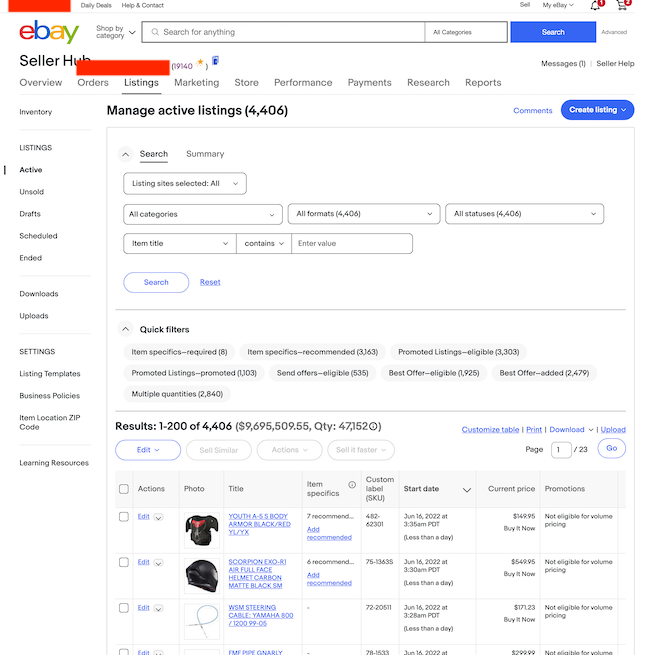 Daily Deals Help & Contact Sell My eBay 1 2
ebay Shop by category Search for anything All Categories Search Advanced
Seller Hub (19140 ) Messages (1) | Seller Help
Overview Orders Listings Marketing Store Performance Payments Research Reports
Inventory
LISTINGS
Active
Unsold
Drafts
Scheduled
Ended
Downloads
Uploads
SETTINGS
Listing Templates
Business Policies
Item Location ZIP
Code
Learning Resources
Manage active listings (4,406) Comments Create listing
Search Summary
Listing sites selected: All
All categories All formats (4,406) All statuses (4,406)
Item title contains Enter value
Search Reset
Quick filters
Item specifics–required (8) Item specifics–recommended (3,163) Promoted Listings–eligible (3,303)
Promoted Listings–promoted (1,103) Send offers–eligible (535) Best Offer–eligible (1,925) Best Offer–added (2,479)
Multiple quantities (2,840)
Results: 1-200 of 4,406 ($9,695,509.55, Qty: 47,152)
Customize table | Print | Download | Upload
Edit Sell Similar Actions Sell it faster Page 1 / 23 Go
Actions Photo Title Item specifics Custom label (SKU) Start date Current price Promotions
Edit
YOUTH A-5 S BODY
ARMOR BLACK/RED
YL/YX
7 recommend...
Add
recommended
482-
62301
Jun 16, 2022 at
3:35am PDT
(Less than a day)
$149.95
Buy It Now
Not eligible for volume
pricing
Edit
SCORPION EXO-R1
AIR FULL FACE
HELMET CARBON
MATTE BLACK SM
6 recommend...
Add
recommended
75-1363S
Jun 16, 2022 at
3:30am PDT
(Less than a day)
$549.95
Buy It Now
Not eligible for volume
pricing
Edit
WSM STEERING
CABLE: YAMAHA 800
/ 1200 99-05
-
72-20511
Jun 16, 2022 at
3:28am PDT
(Less than a day)
$171.23
Buy It Now
Not eligible for volume
pricing
Edit
FMF PIPE GNARLY
-
78-1533
Jun 16, 2022 at
$299.99
Not eligible for volume